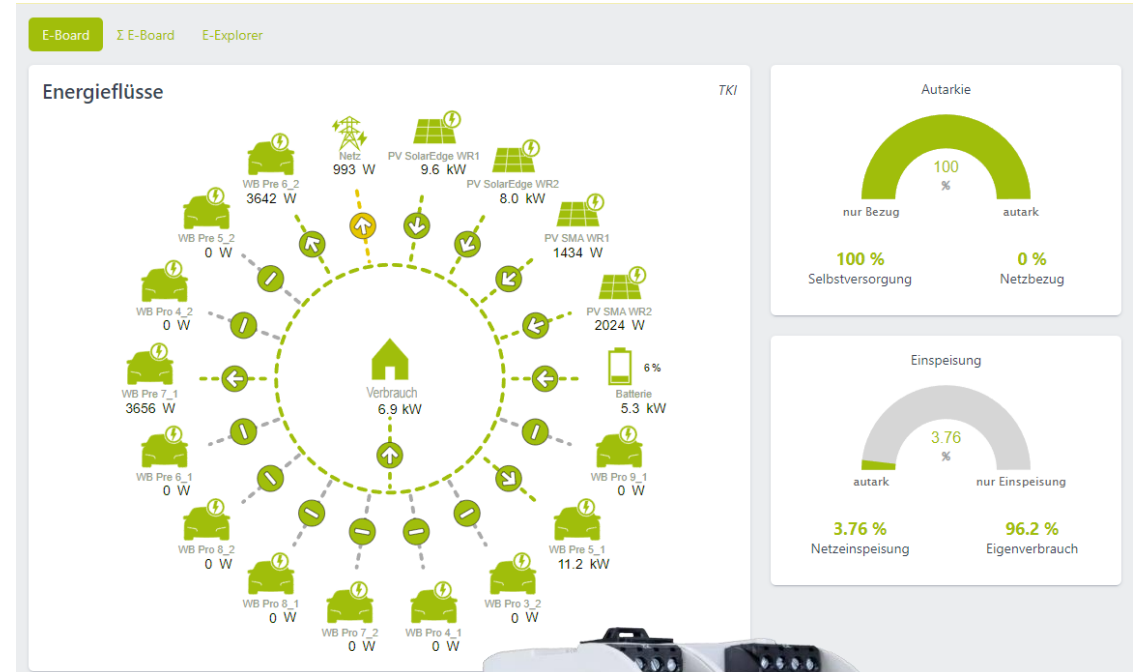 E-Board
Σ E-Board
E-Explorer
Energieflüsse
TKI
Netz
993 W
PV SolarEdge WR1
9.6 kW
PV SolarEdge WR2
8.0 kW
PV SMA WR1
1434 W
PV SMA WR2
2024 W
6 %
Batterie
5.3 kW
WB Pro 9_1
0 W
WB Pre 5_1
11.2 kW
WB Pro 3_2
0 W
WB Pro 4_1
0 W
WB Pro 7_2
0 W
WB Pro 8_1
0 W
WB Pro 8_2
0 W
WB Pre 6_1
0 W
WB Pre 7_1
3656 W
WB Pro 4_2
0 W
WB Pre 5_2
0 W
WB Pre 6_2
3642 W
Verbrauch
6.9 kW
Autarkie
100
%
nur Bezug
autark
100 %
Selbstversorgung
0 %
Netzbezug
Einspeisung
3.76
%
autark
nur Einspeisung
3.76 %
Netzeinspeisung
96.2 %
Eigenverbrauch